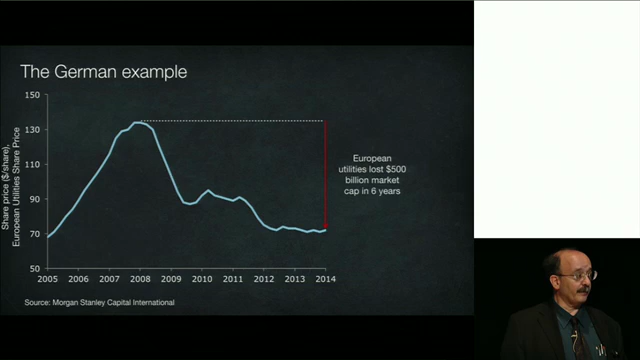 The German example
150
130
110
90
70
50
Share price ($/share),
European Utilities Share Price
2005 2006 2007 2008 2009 2010 2011 2012 2013 2014
European
utilities lost $500
billion market
cap in 6 years
Source: Morgan Stanley Capital International